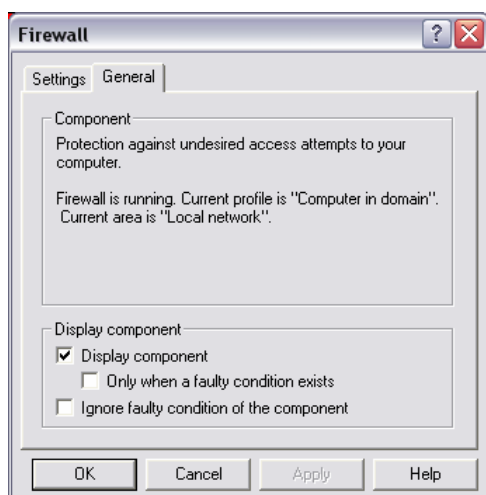 Firewall
Settings General
Component
Protection against undesired access attempts to your
computer.
Firewall is running. Current profile is "Computer in domain".
Current area is "Local network".
Display component
Display component
Only when a faulty condition exists
Ignore faulty condition of the component
OK Cancel Apply Help